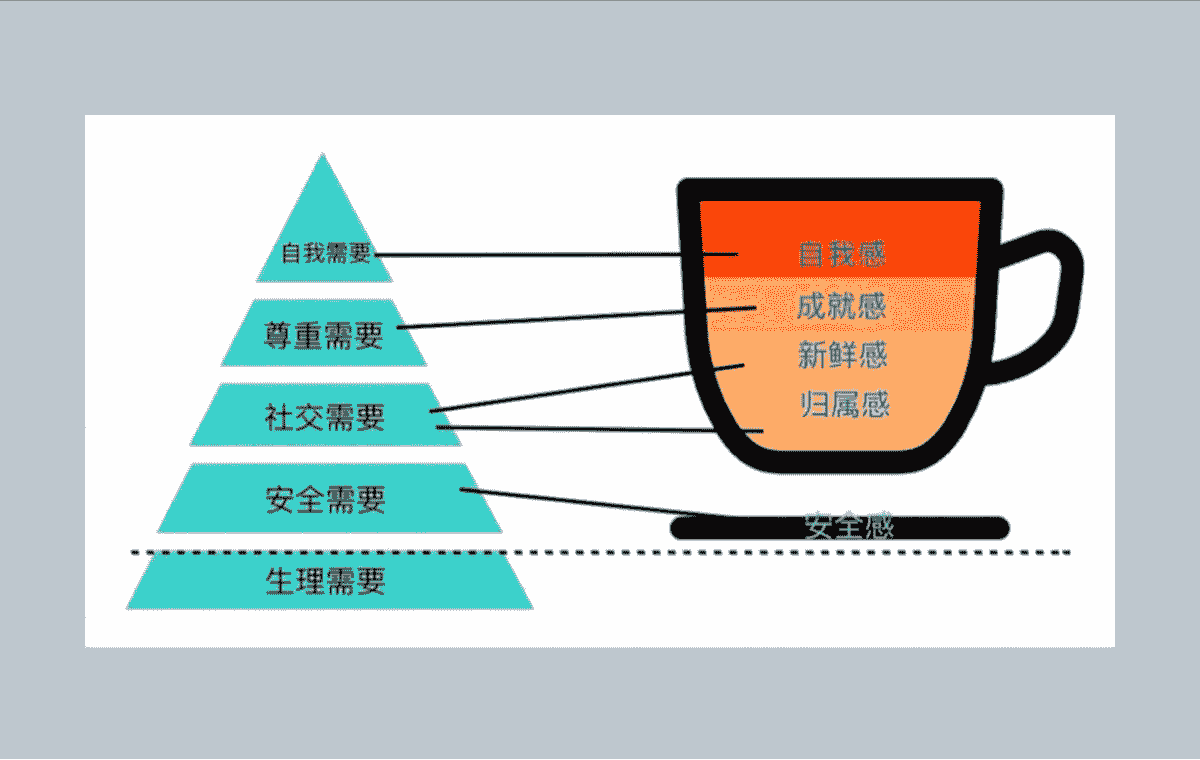 自我需要
尊重需要
社交需要
安全需要
生理需要
自我感
成就感
新鲜感
归属感
安全感